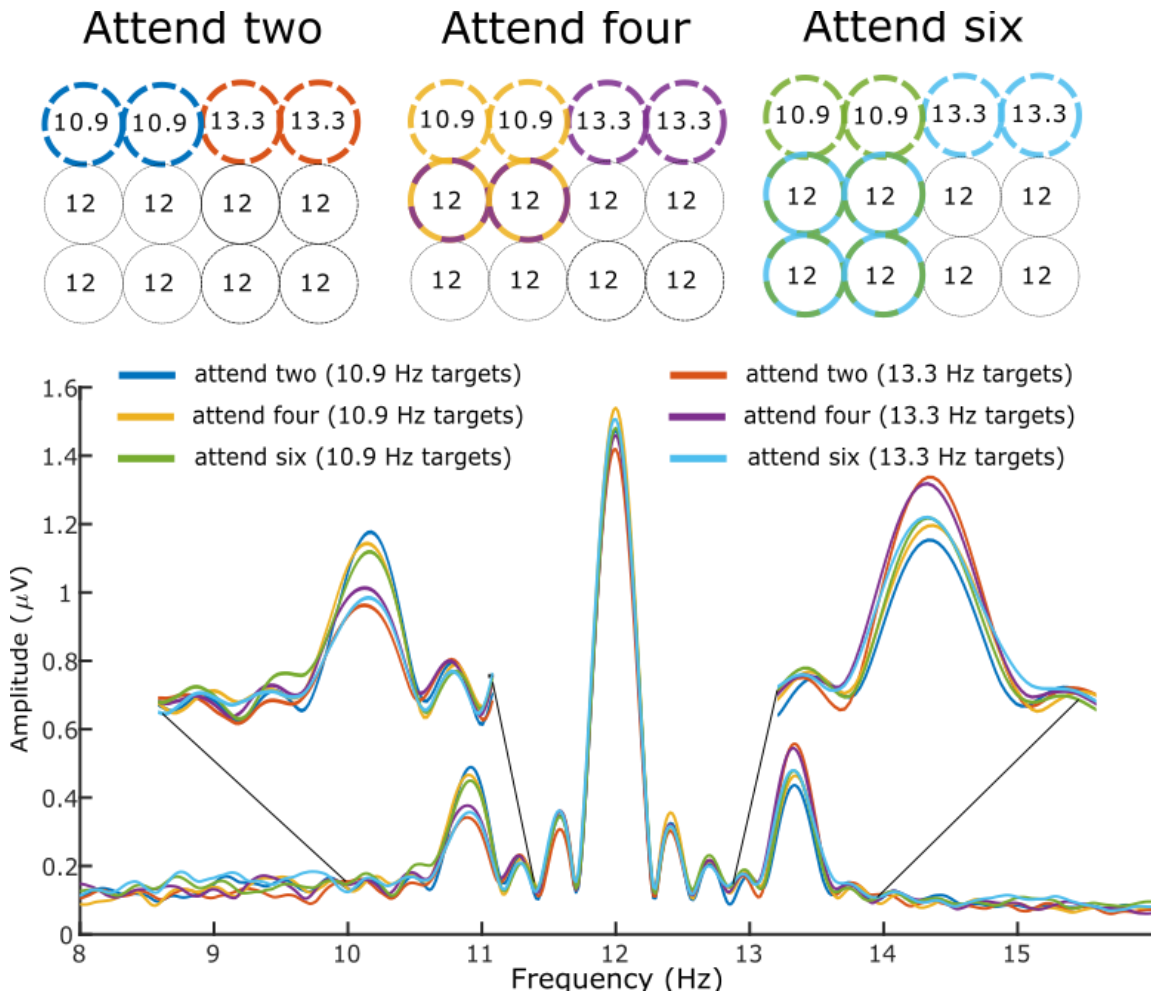 Attend two Attend four Attend six
10.9 10.9 13.3 13.3 10.9 10.9 13.3 13.3 10.9 10.9 13.3 13.3
12 12 12 12 12 12 12 12 12 12 12 12
12 12 12 12 12 12 12 12 12 12 12 12
attend two (10.9 Hz targets) attend two (13.3 Hz targets)
attend four (10.9 Hz targets) attend four (13.3 Hz targets)
attend six (10.9 Hz targets) attend six (13.3 Hz targets)
1.6
1.4
1.2
1
0.8
0.6
0.4
0.2
0
Amplitude (μV)
8 9 10 11 12 13 14 15
Frequency (Hz)